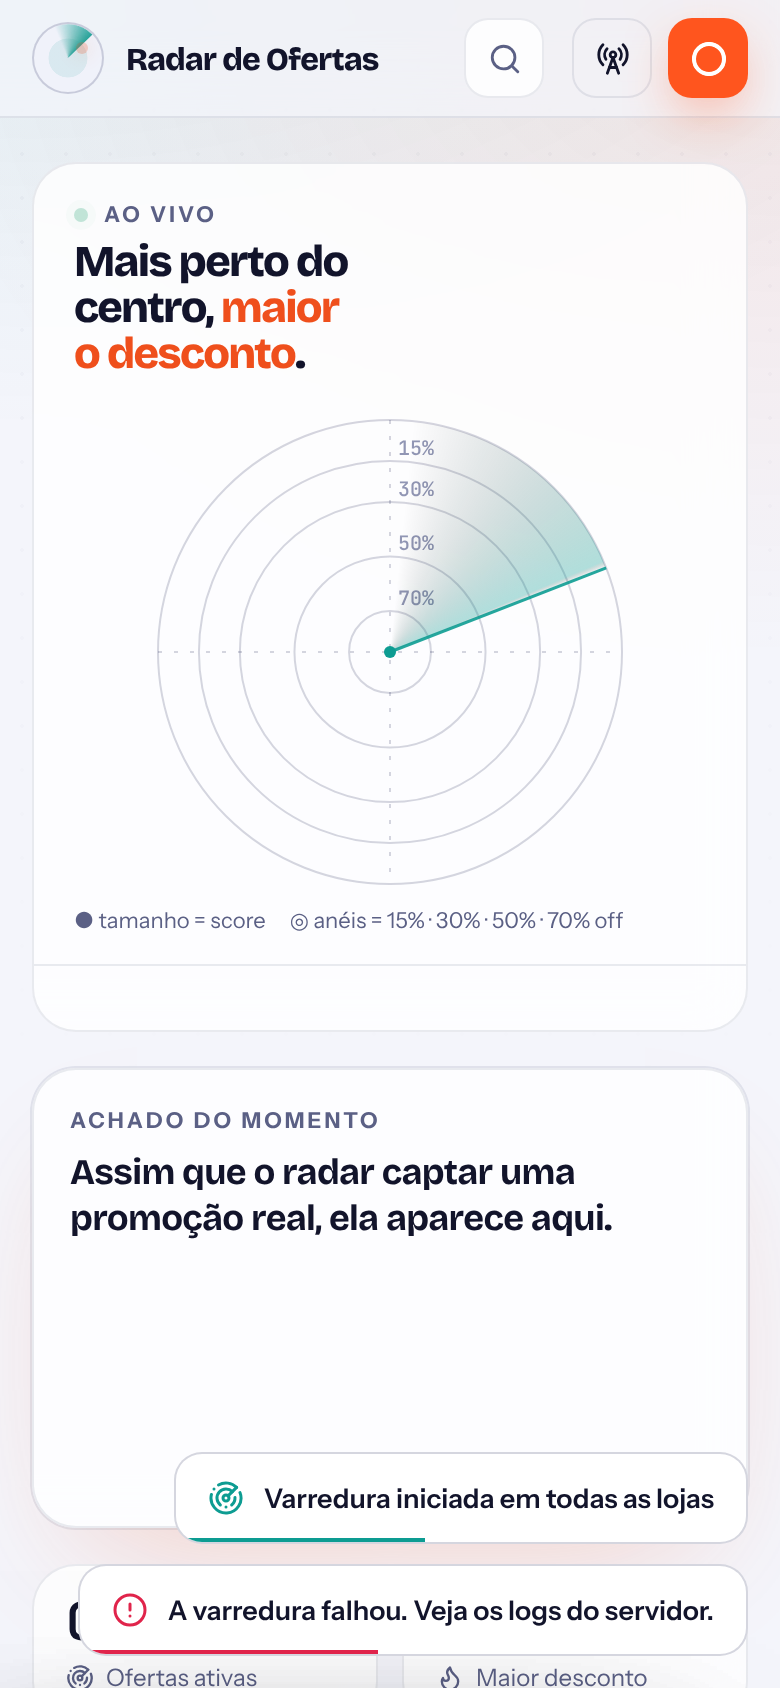 Radar de Ofertas
AO VIVO
Mais perto do
centro, maior
o desconto.
15%
30%
50%
70%
tamanho = score ◎ anéis = 15% · 30% · 50% · 70% off
ACHADO DO MOMENTO
Assim que o radar captar uma
promoção real, ela aparece aqui.
Varredura iniciada em todas as lojas
A varredura falhou. Veja os logs do servidor.
Ofertas ativas
Maior desconto